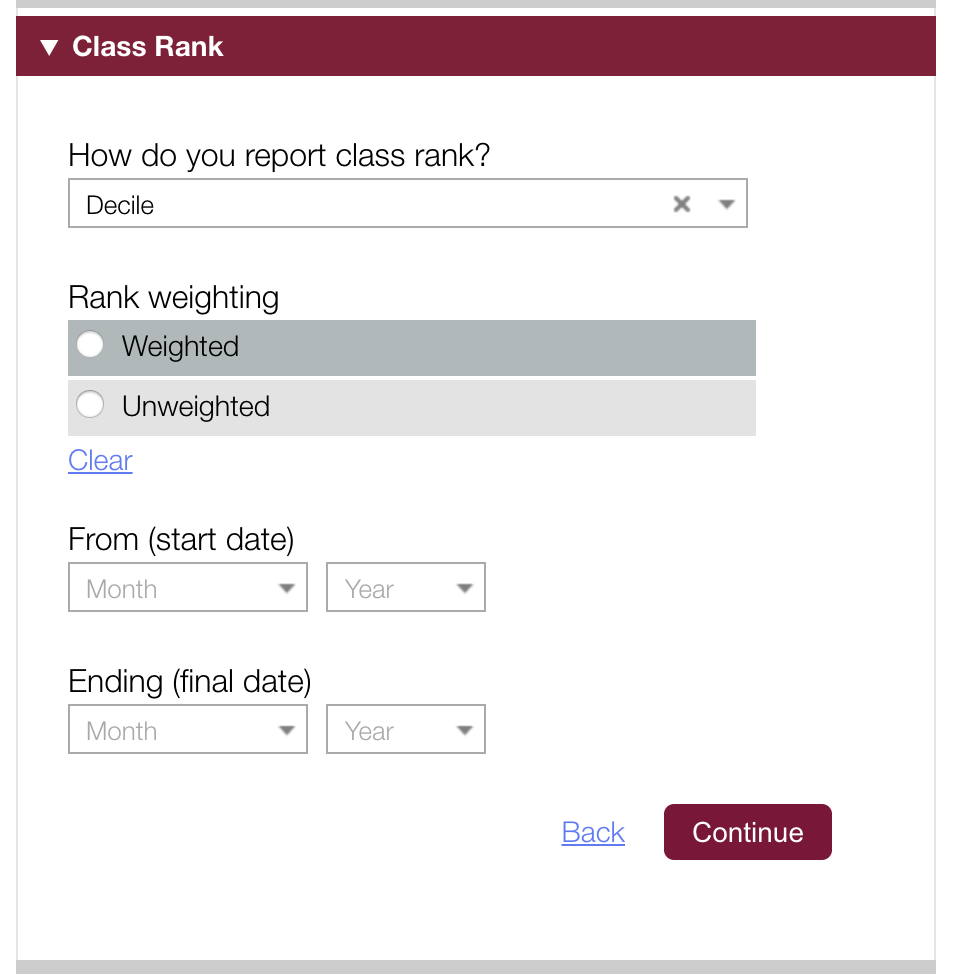 Class Rank
How do you report class rank?
Decile
Rank weighting
Weighted
Unweighted
Clear
From (start date)
Month Year
Ending (final date)
Month Year
Back Continue